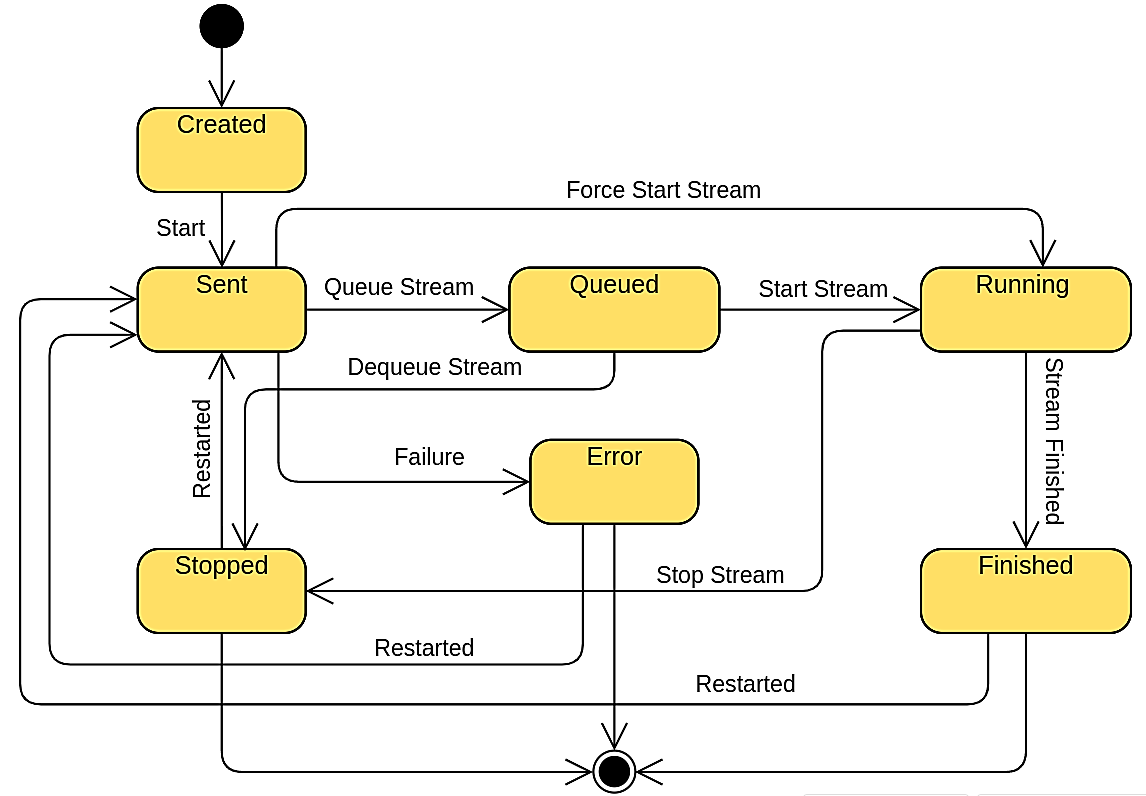 Created
Force Start Stream
Start
Sent
Queue Stream
Queued
Start Stream
Running
Dequeue Stream
Stream Finished
Restarted
Failure
Error
Stopped
Stop Stream
Finished
Restarted
Restarted